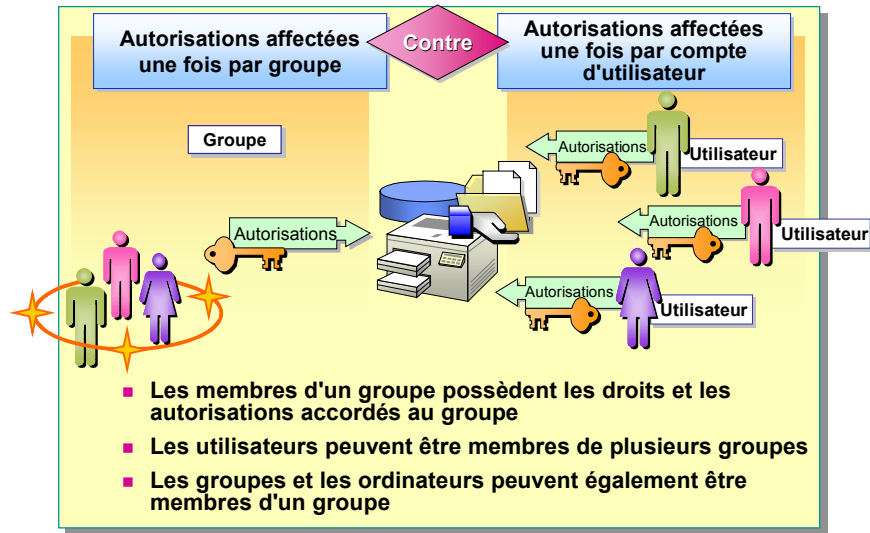 Autorisations affectées
une fois par groupe
Contre
Autorisations affectées
une fois par compte
d'utilisateur
Groupe
Autorisations
Autorisations
Utilisateur
Autorisations
Utilisateur
Autorisations
Utilisateur
Les membres d'un groupe possèdent les droits et les
autorisations accordés au groupe
Les utilisateurs peuvent être membres de plusieurs groupes
Les groupes et les ordinateurs peuvent également être
membres d'un groupe